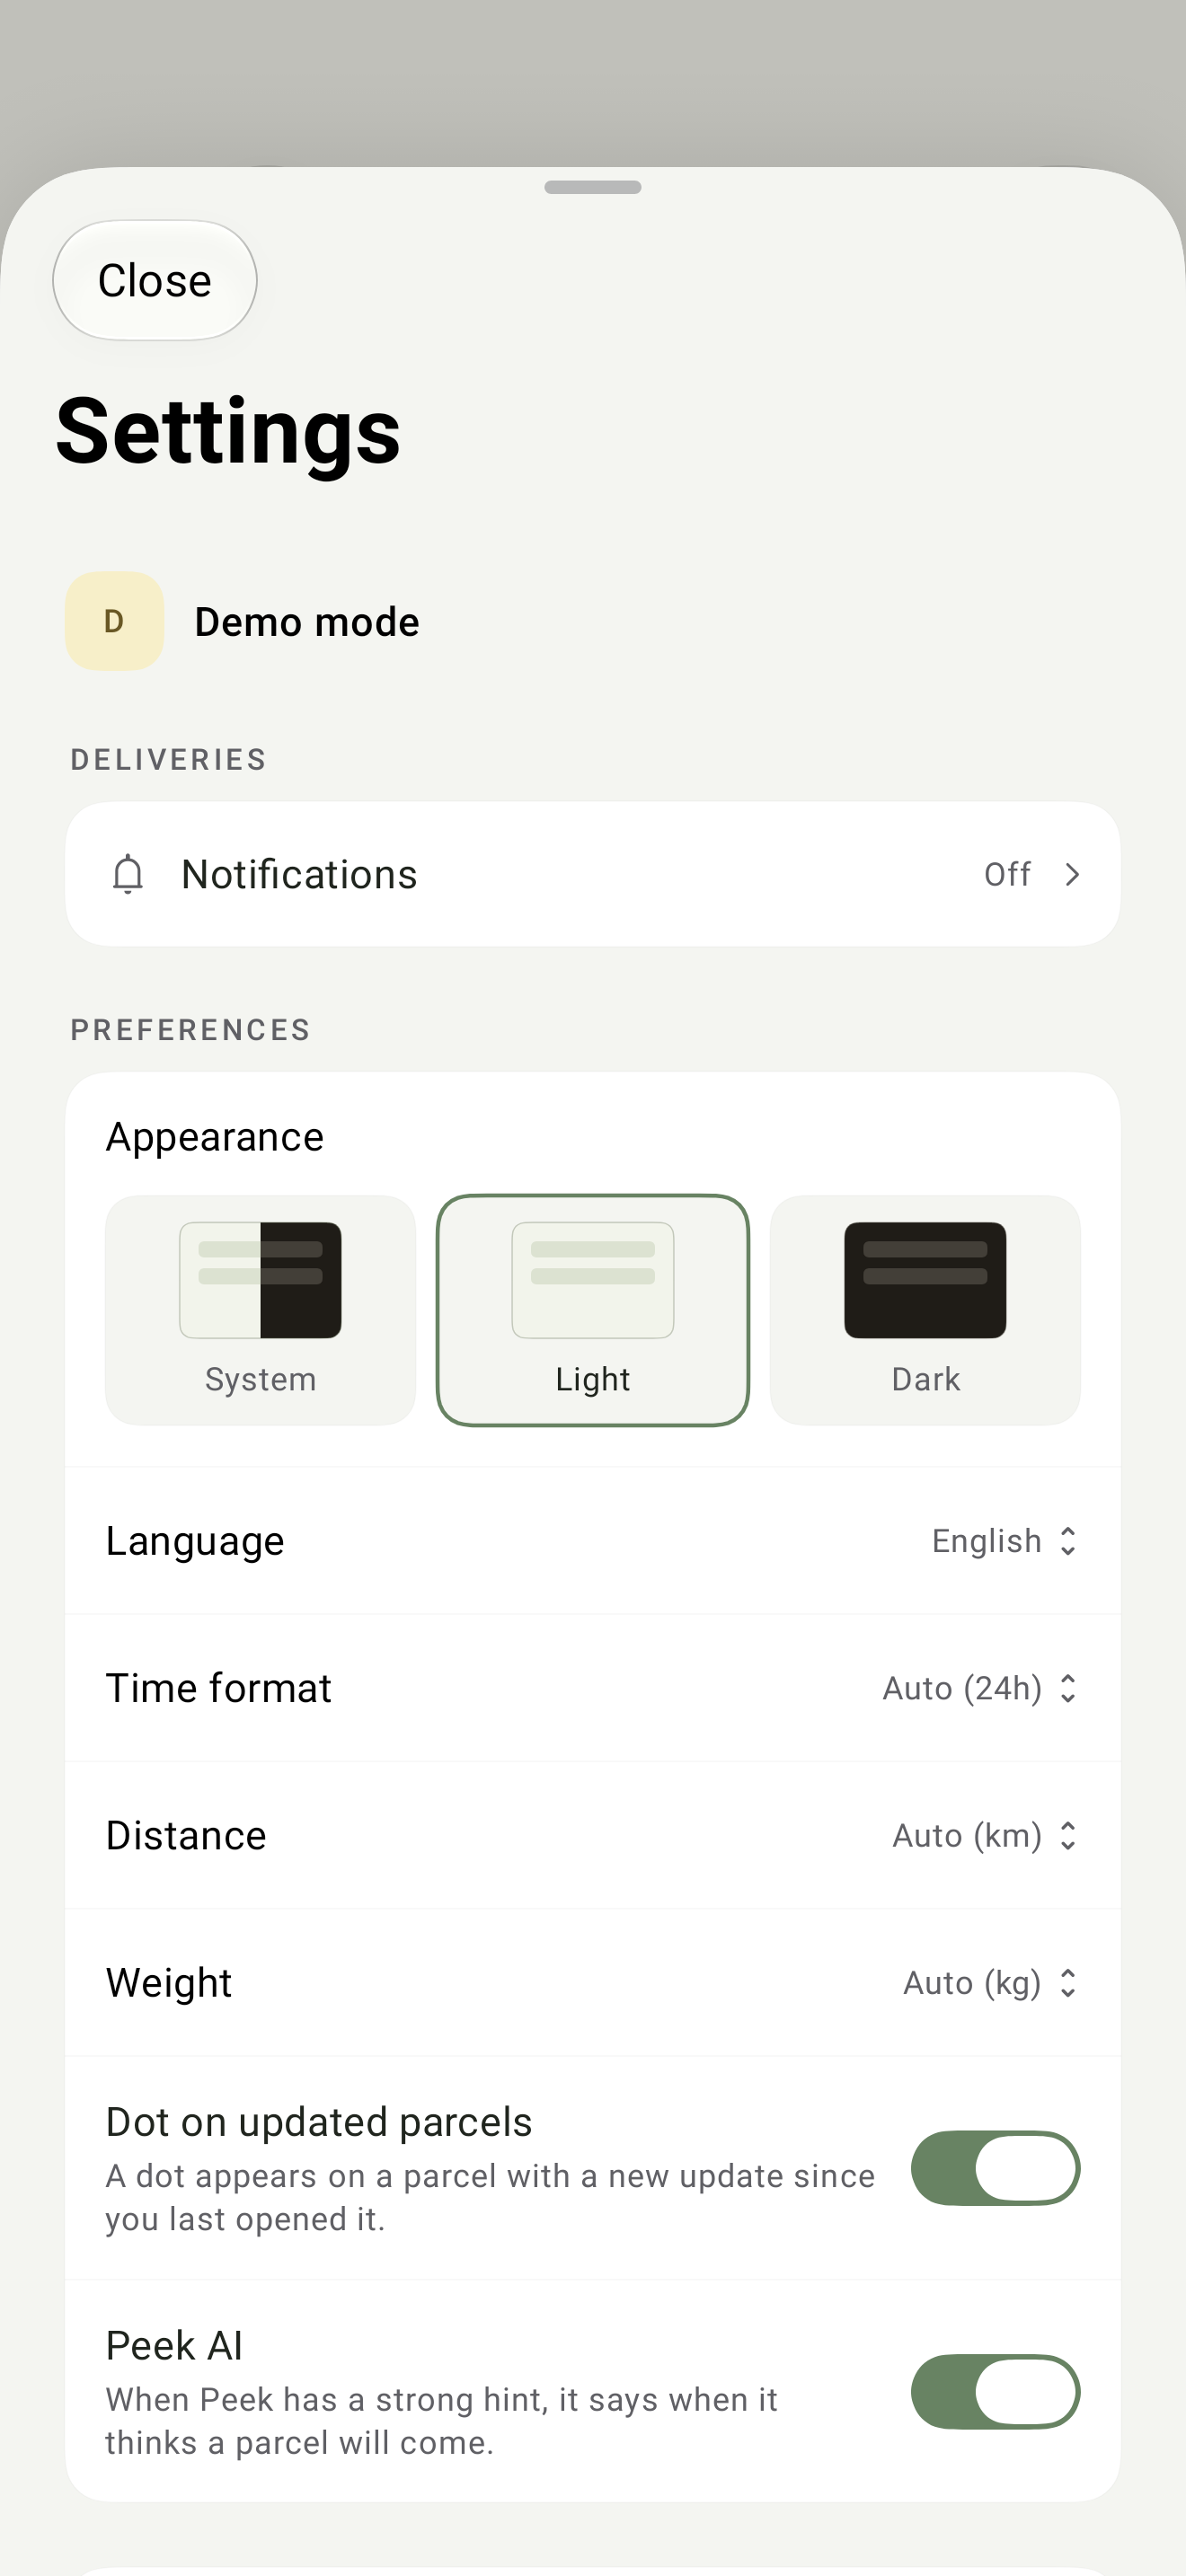 Close
Settings
D
Demo mode
DELIVERIES
Notifications
Off
PREFERENCES
Appearance
System
Light
Dark
Language
English
Time format
Auto (24h)
Distance
Auto (km)
Weight
Auto (kg)
Dot on updated parcels
A dot appears on a parcel with a new update since
you last opened it.
Peek AI
When Peek has a strong hint, it says when it
thinks a parcel will come.